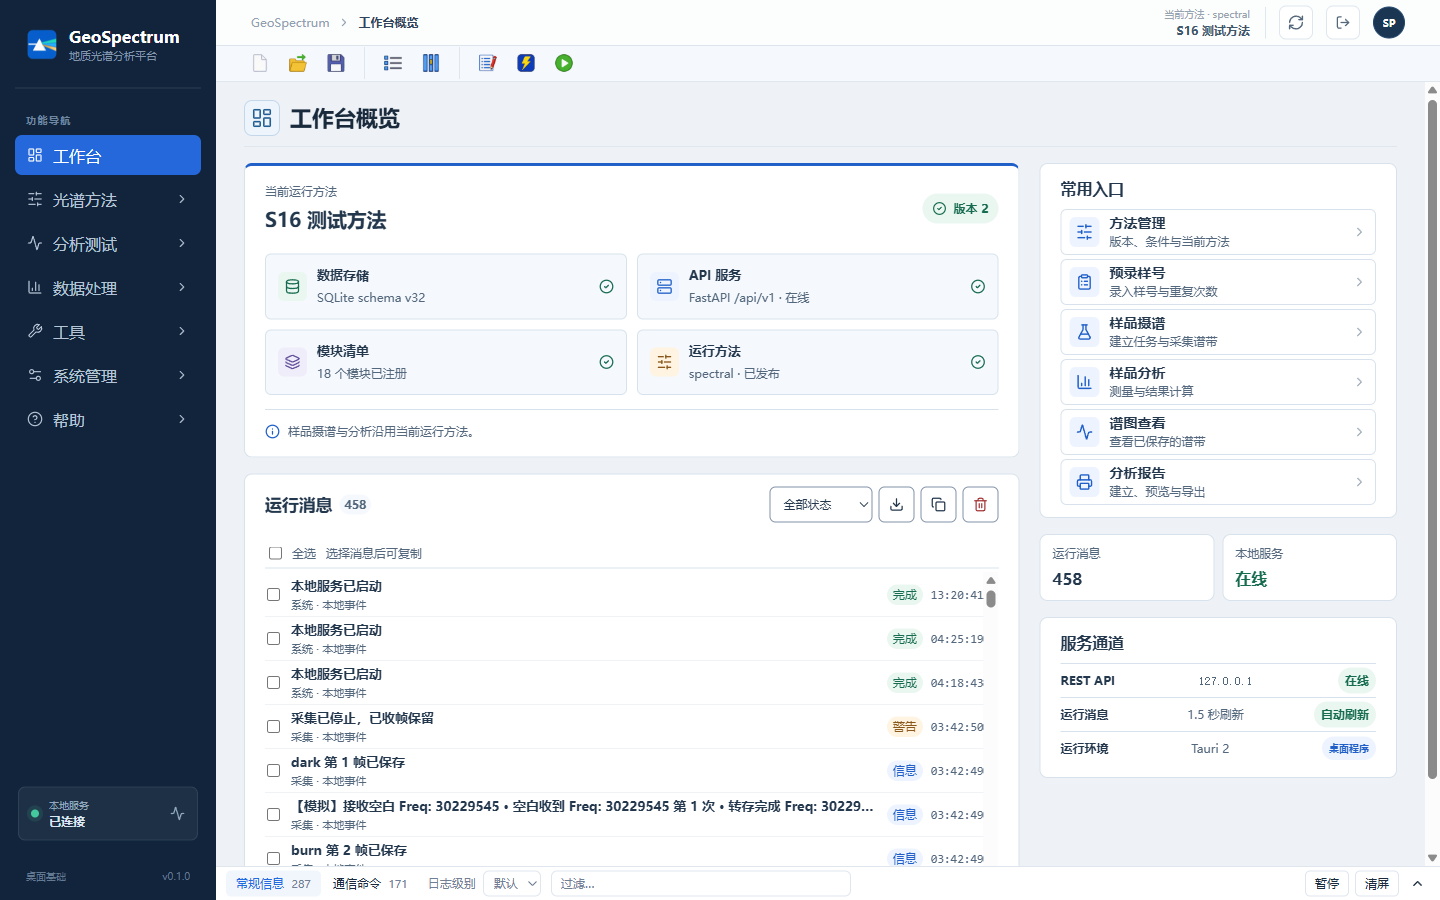 GeoSpectrum
地质光谱分析平台
功能导航
工作台
光谱方法
分析测试
数据处理
工具
系统管理
帮助
本地服务
已连接
桌面基础 v0.1.0
GeoSpectrum 工作台概览
当前方法 · spectral
S16 测试方法
SP
工作台概览
当前运行方法
S16 测试方法
版本 2
数据存储
SQLite schema v32
API 服务
FastAPI /api/v1 · 在线
模块清单
18 个模块已注册
运行方法
spectral · 已发布
样品摄谱与分析沿用当前运行方法。
运行消息 458
全部状态
全选 选择消息后可复制
本地服务已启动
系统 · 本地事件
完成 13:20:41
本地服务已启动
系统 · 本地事件
完成 04:25:19
本地服务已启动
系统 · 本地事件
完成 04:18:43
采集已停止，已收帧保留
采集 · 本地事件
警告 03:42:50
dark 第 1 帧已保存
采集 · 本地事件
信息 03:42:49
【模拟】接收空白 Freq: 30229545 • 空白收到 Freq: 30229545 第 1 次 • 转存完成 Freq: 30229...
采集 · 本地事件
信息 03:42:49
burn 第 2 帧已保存
采集 · 本地事件
信息 03:42:49
常用入口
方法管理
版本、条件与当前方法
预录样号
录入样号与重复次数
样品摄谱
建立任务与采集谱带
样品分析
测量与结果计算
谱图查看
查看已保存的谱带
分析报告
建立、预览与导出
运行消息
458
本地服务
在线
服务通道
REST API 127.0.0.1 在线
运行消息 1.5 秒刷新 自动刷新
运行环境 Tauri 2 桌面程序
常规信息 287 通信命令 171 日志级别 默认 过滤... 暂停 清屏